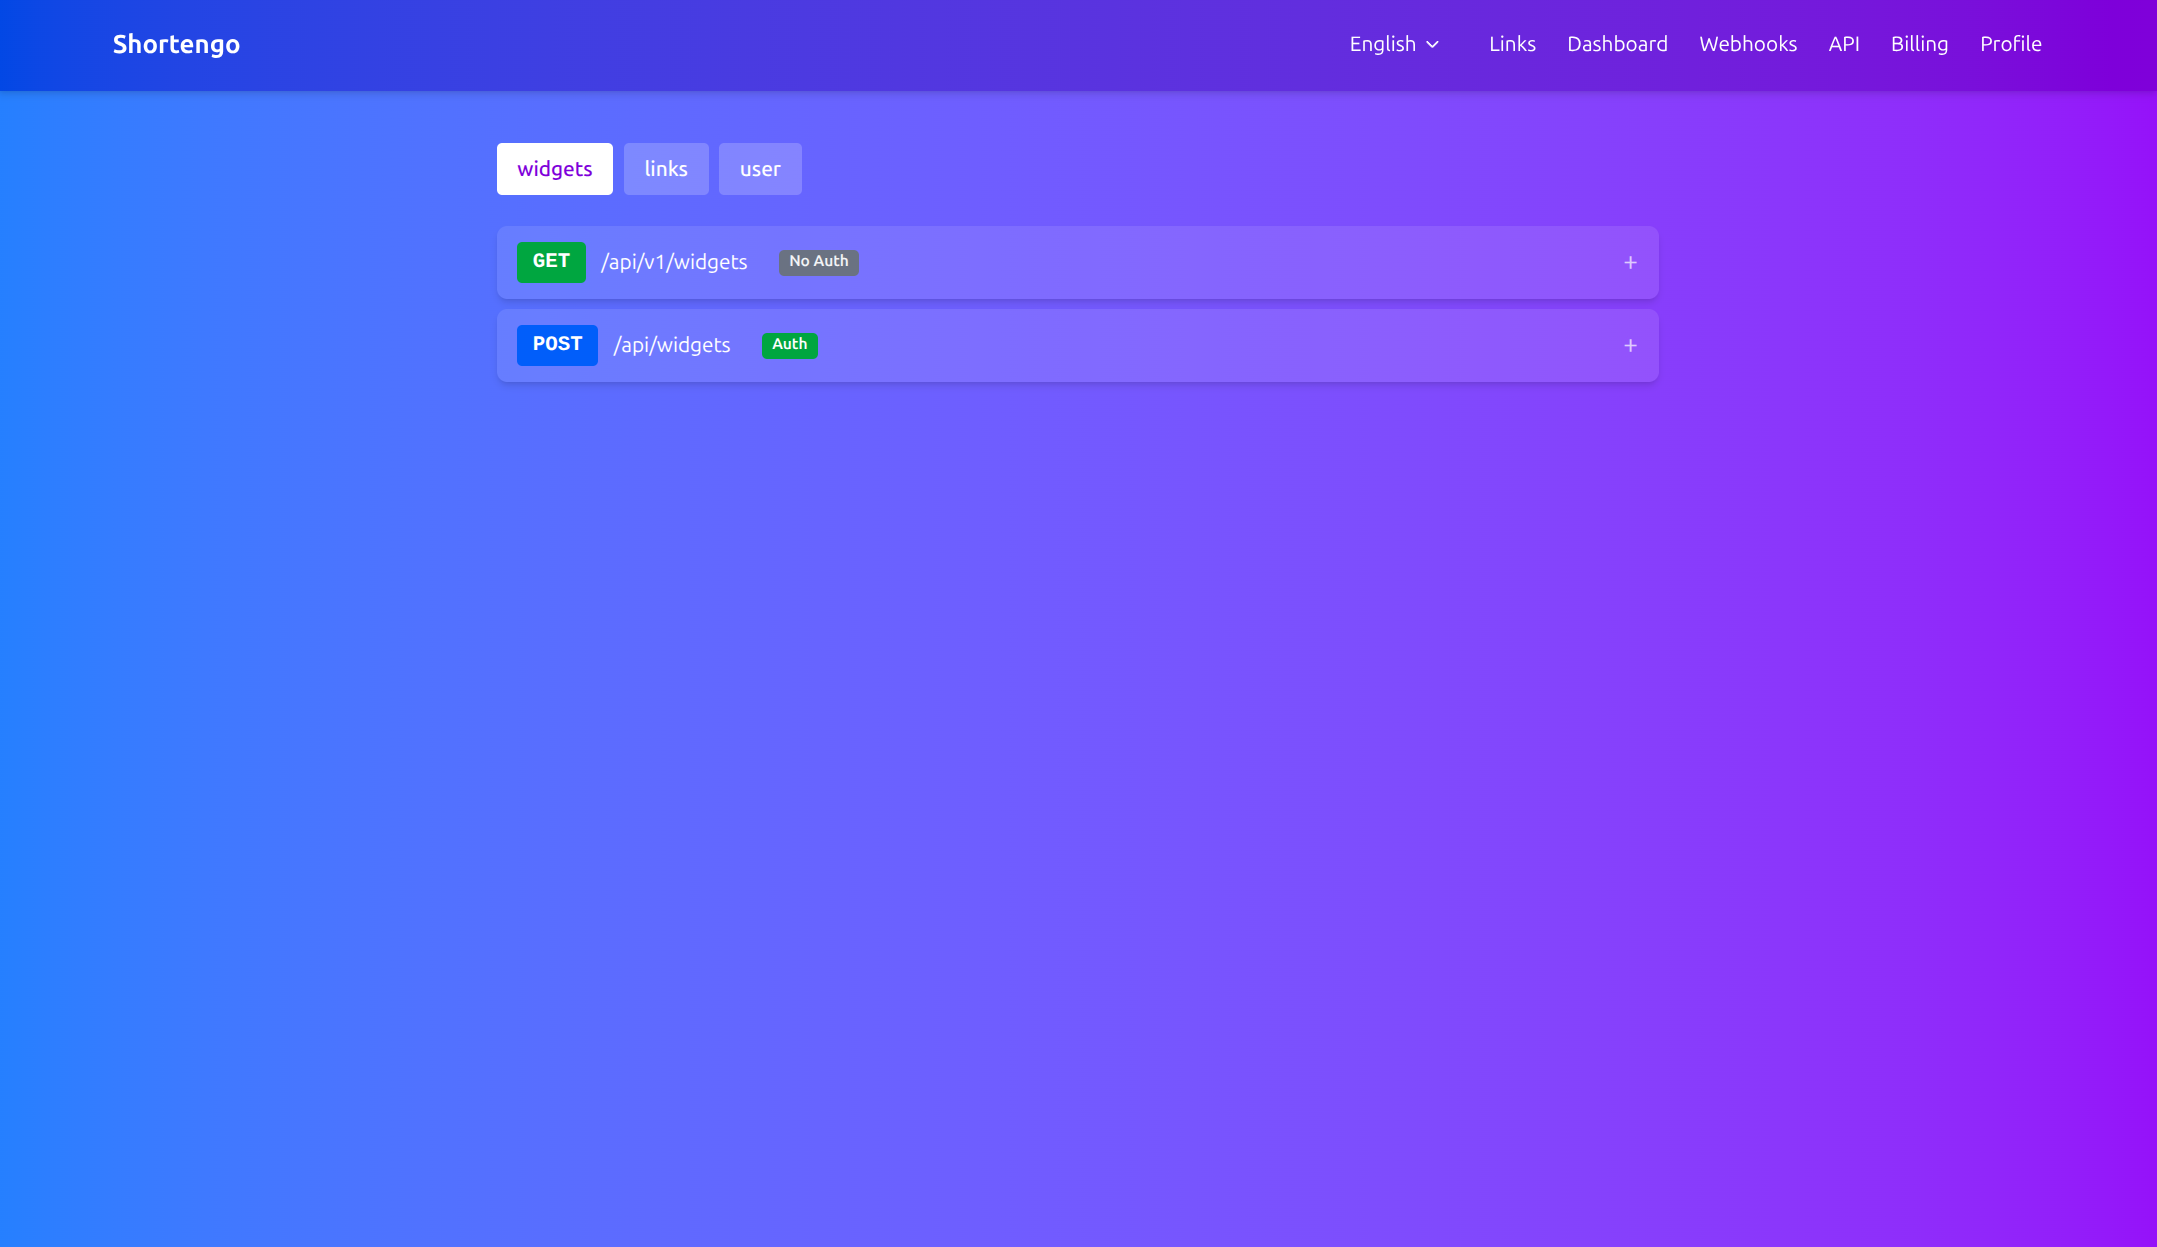 Shortengo English Links Dashboard Webhooks API Billing Profile
widgets links user
GET /api/v1/widgets No Auth +
POST /api/widgets Auth +